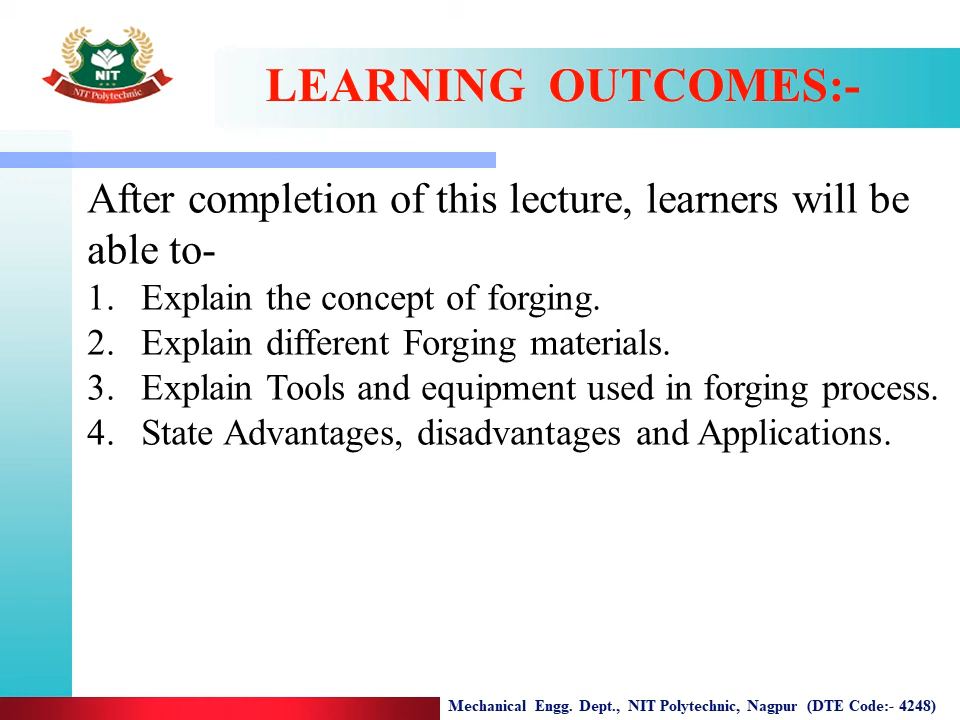 NIT
NIT Polytechnic
LEARNING OUTCOMES:-
After completion of this lecture, learners will be
able to-
1. Explain the concept of forging.
2. Explain different Forging materials.
3. Explain Tools and equipment used in forging process.
4. State Advantages, disadvantages and Applications.
Mechanical Engg. Dept., NIT Polytechnic, Nagpur (DTE Code:- 4248)